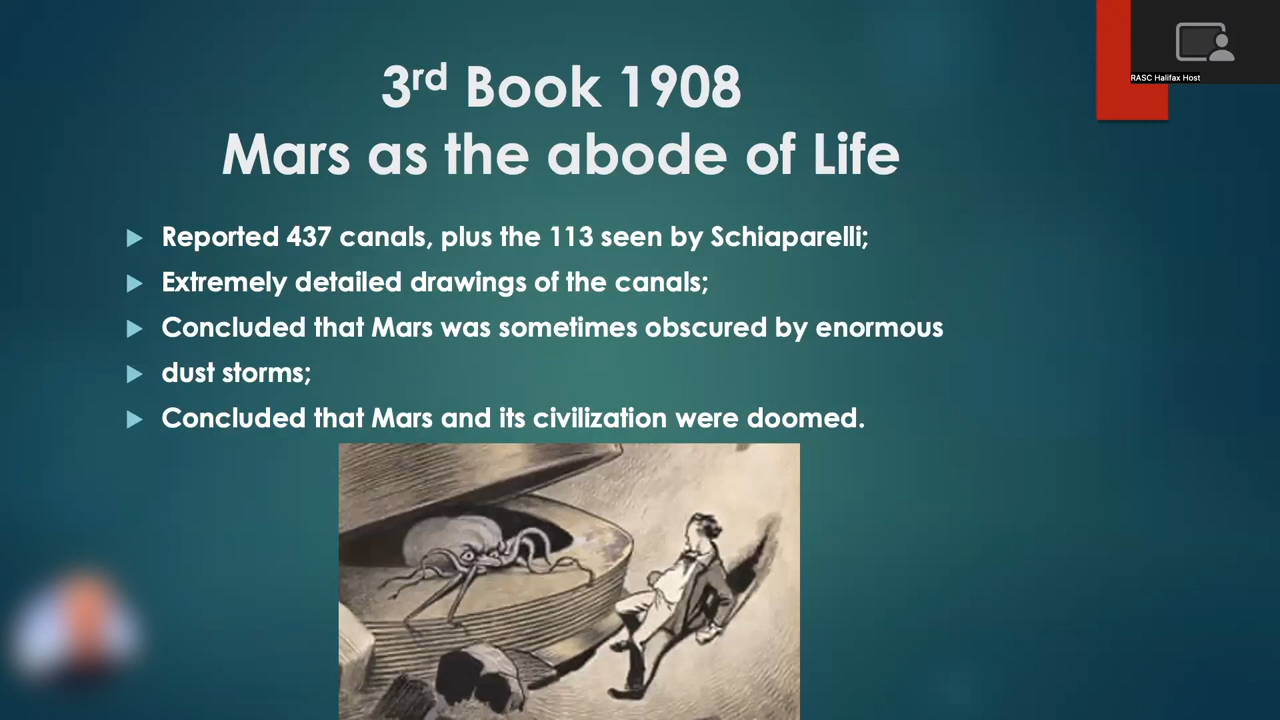 RASC Halifax Host
3rd Book 1908
Mars as the abode of Life
Reported 437 canals, plus the 113 seen by Schiaparelli;
Extremely detailed drawings of the canals;
Concluded that Mars was sometimes obscured by enormous
dust storms;
Concluded that Mars and its civilization were doomed.